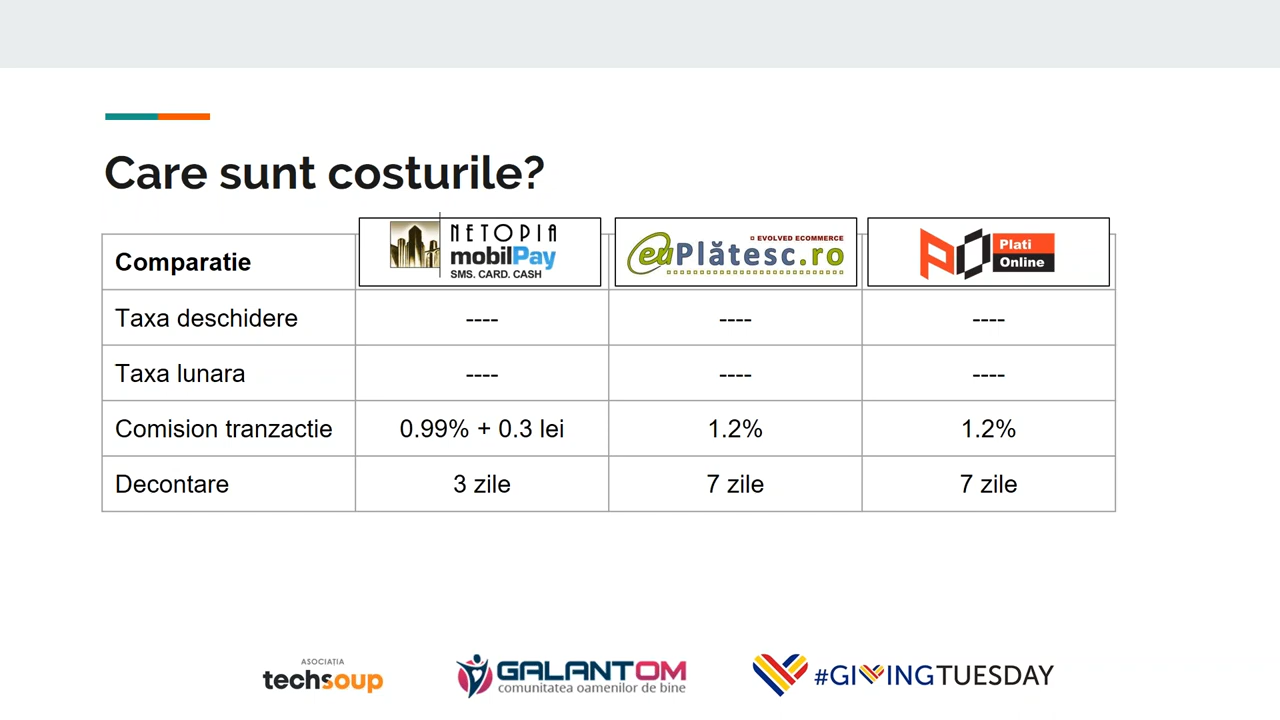 Care sunt costurile?
Comparatie
NETOPIA
mobilPay
SMS. CARD. CASH
EVOLVED ECOMMERCE
euPlătesc.ro
PO Plati
Online
Taxa deschidere ---- ---- ----
Taxa lunara ---- ---- ----
Comision tranzactie 0.99% + 0.3 lei 1.2% 1.2%
Decontare 3 zile 7 zile 7 zile
ASOCIAȚIA
techsoup
GALANTOM
comunitatea oamenilor de bine
#GIVINGTUESDAY